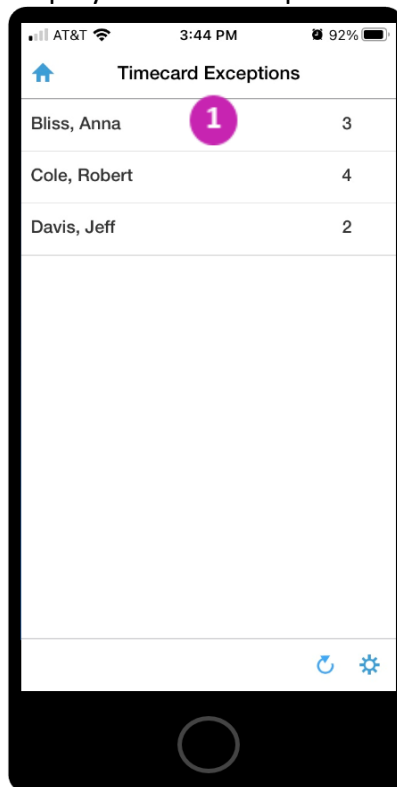 AT&T 3:44 PM 92%
Timecard Exceptions
Bliss, Anna 1 3
Cole, Robert 4
Davis, Jeff 2